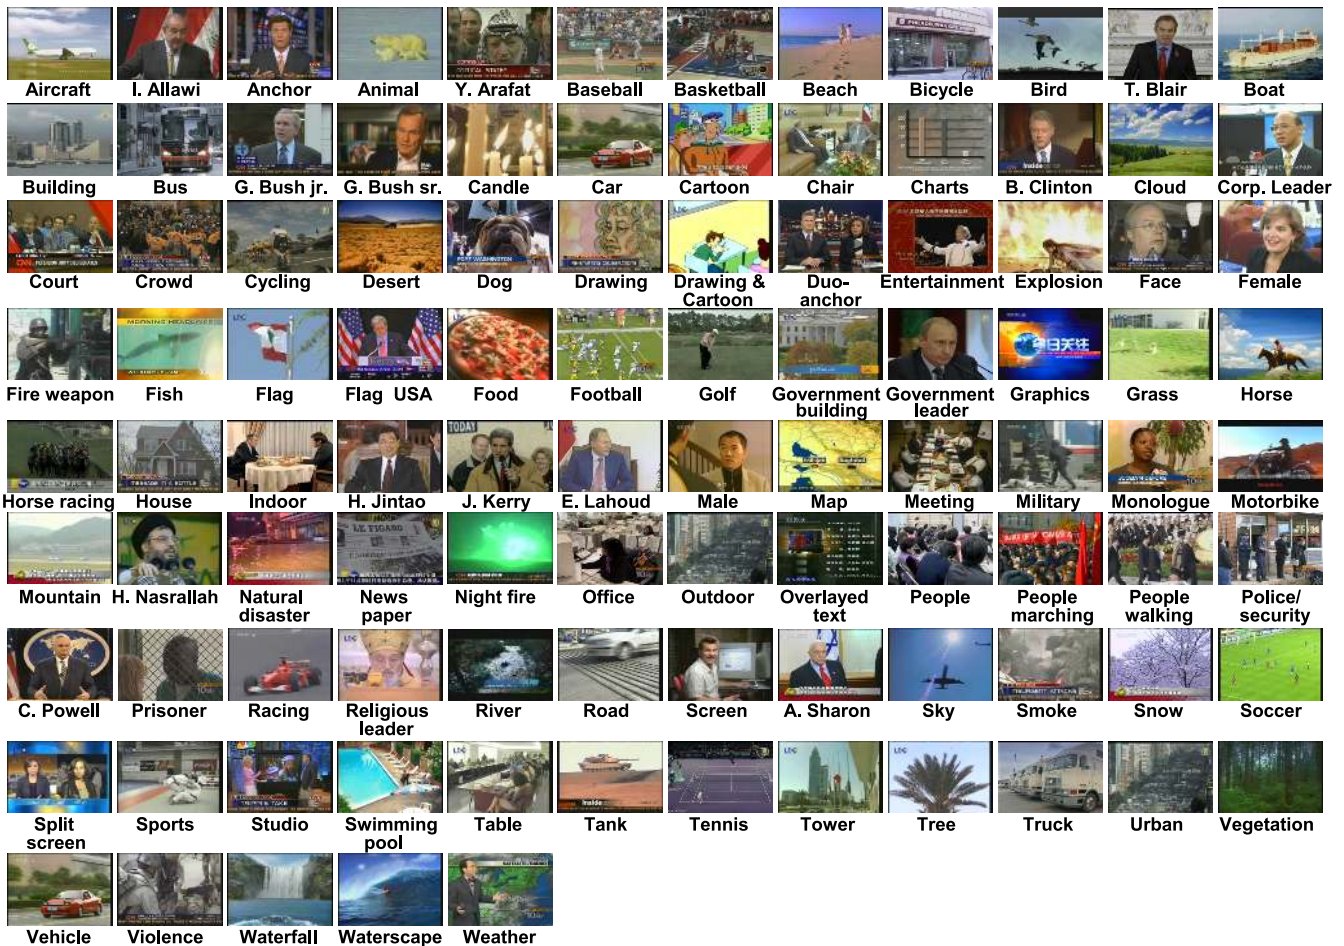 Aircraft I. Allawi Anchor Animal Y. Arafat Baseball Basketball Beach Bicycle Bird T. Blair Boat
Building Bus G. Bush jr. G. Bush sr. Candle Car Cartoon Chair Charts B. Clinton Cloud Corp. Leader
Court Crowd Cycling Desert Dog Drawing Drawing & Duo- Entertainment Explosion Face Female
Cartoon anchor
Fire weapon Fish Flag Flag USA Food Football Golf Government Government Graphics Grass Horse
building leader
Horse racing House Indoor H. Jintao J. Kerry E. Lahoud Male Map Meeting Military Monologue Motorbike
Mountain H. Nasrallah Natural News Night fire Office Outdoor Overlayed People People People Police/
disaster paper text marching walking security
C. Powell Prisoner Racing Religious River Road Screen A. Sharon Sky Smoke Snow Soccer
leader
Split Sports Studio Swimming Table Tank Tennis Tower Tree Truck Urban Vegetation
screen pool
Vehicle Violence Waterfall Waterscape Weather